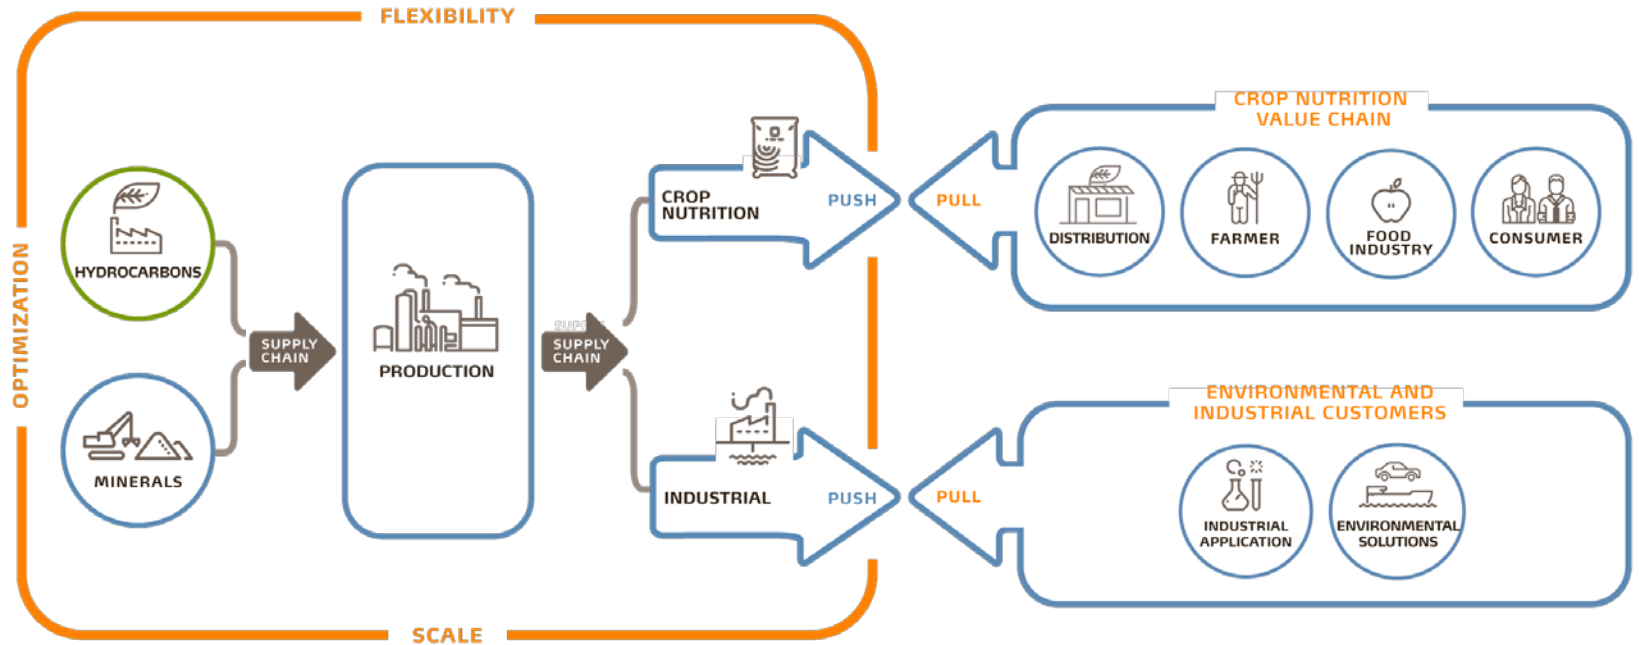 FLEXIBILITY
OPTIMIZATION
HYDROCARBONS
MINERALS
SUPPLY
CHAIN
PRODUCTION
SUPPLY
CHAIN
CROP
NUTRITION
PUSH
INDUSTRIAL
PUSH
SCALE
PULL
CROP NUTRITION
VALUE CHAIN
DISTRIBUTION
FARMER
FOOD
INDUSTRY
CONSUMER
PULL
ENVIRONMENTAL AND
INDUSTRIAL CUSTOMERS
INDUSTRIAL
APPLICATION
ENVIRONMENTAL
SOLUTIONS